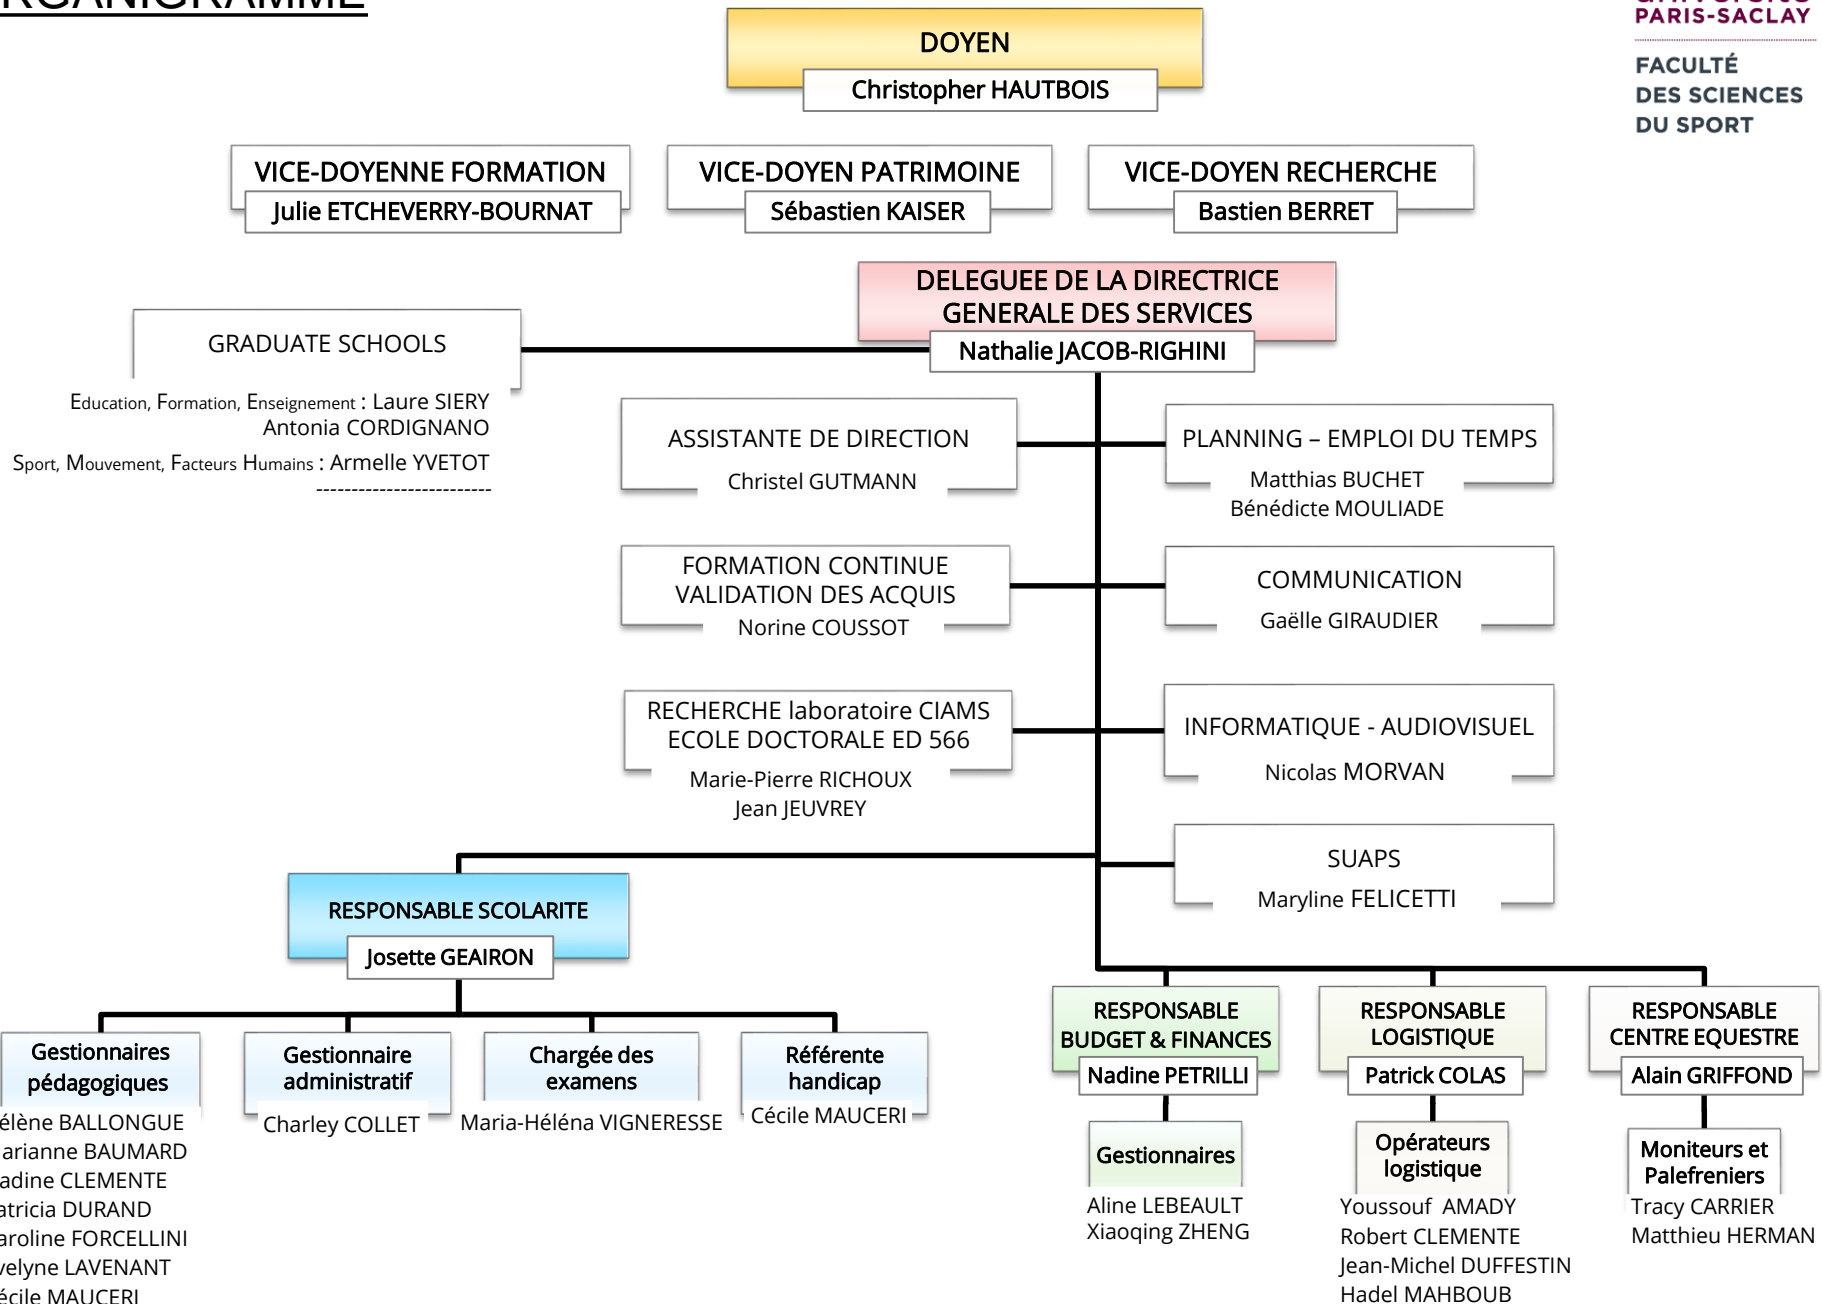 DOYEN
Christopher HAUTBOIS
PARIS-SACLAY
FACULTÉ
DES SCIENCES
DU SPORT
VICE-DOYENNE FORMATION
Julie ETCHEVERRY-BOURNAT
VICE-DOYEN PATRIMOINE
Sébastien KAISER
VICE-DOYEN RECHERCHE
Bastien BERRET
DELEGUEE DE LA DIRECTRICE
GENERALE DES SERVICES
Nathalie JACOB-RIGHINI
GRADUATE SCHOOLS
Education, Formation, Enseignement : Laure SIERY
Antonia CORDIGNANO
Sport, Mouvement, Facteurs Humains : Armelle YVETOT
-------------------------
ASSISTANTE DE DIRECTION
Christel GUTMANN
PLANNING – EMPLOI DU TEMPS
Matthias BUCHET
Bénédicte MOULIADE
FORMATION CONTINUE
VALIDATION DES ACQUIS
Norine COUSSOT
COMMUNICATION
Gaëlle GIRAUDIER
RECHERCHE laboratoire CIAMS
ECOLE DOCTORALE ED 566
Marie-Pierre RICHOUX
Jean JEUVREY
INFORMATIQUE - AUDIOVISUEL
Nicolas MORVAN
SUAPS
Maryline FELICETTI
RESPONSABLE SCOLARITE
Josette GEAIRON
Gestionnaires
pédagogiques
BALLONGUE
BAUMARD
CLEMENTE
DURAND
FORCELLINI
LAVENANT
MAUCERI
Gestionnaire
administratif
Charley COLLET
Chargée des
examens
Maria-Héléna VIGNERESSE
Référente
handicap
Cécile MAUCERI
RESPONSABLE
BUDGET & FINANCES
Nadine PETRILLI
Gestionnaires
Aline LEBEAULT
Xiaoqing ZHENG
RESPONSABLE
LOGISTIQUE
Patrick COLAS
Opérateurs
logistique
Youssouf AMADY
Robert CLEMENTE
Jean-Michel DUFFESTIN
Hadel MAHBOUB
RESPONSABLE
CENTRE EQUESTRE
Alain GRIFFOND
Moniteurs et
Palefreniers
Tracy CARRIER
Matthieu HERMAN